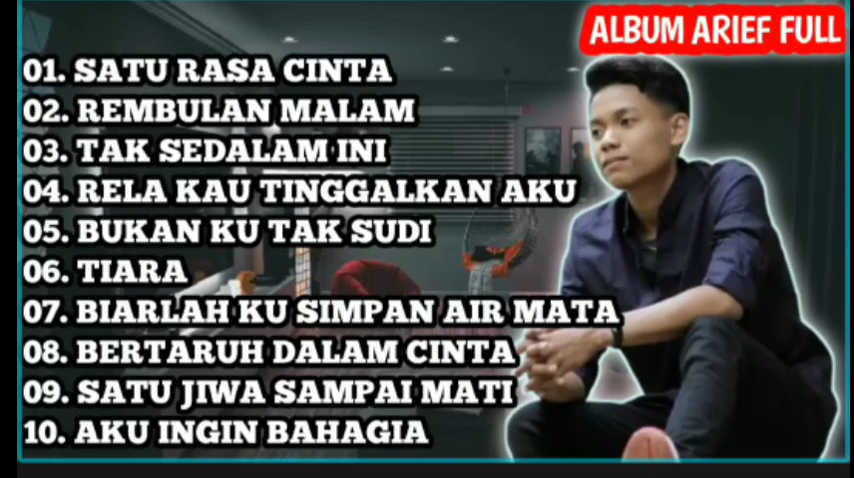 ALBUM ARIEF FULL
01. SATU RASA CINTA
02. REMBULAN MALAM
03. TAK SEDALAM INI
04. RELA KAU TINGGALKAN AKU
05. BUKAN KU TAK SUDI
06. TIARA
07. BIARLAH KU SIMPAN AIR MATA
08. BERTARUH DALAM CINTA
09. SATU JIWA SAMPAI MATI
10. AKU INGIN BAHAGIA